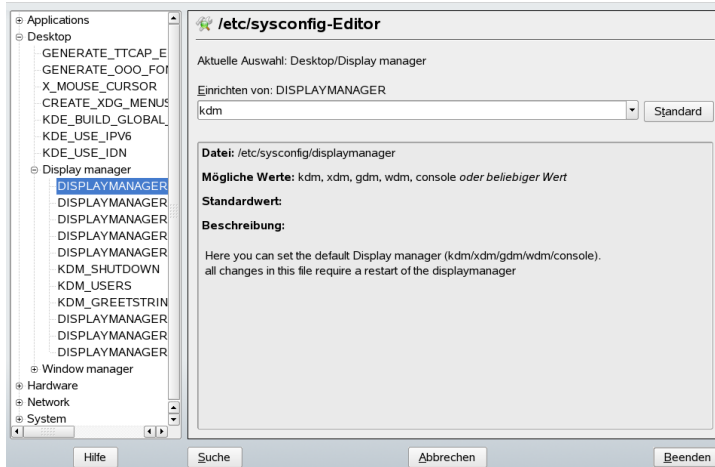 Applications
Desktop
GENERATE_TTCAP_E
GENERATE_OOO_FON
X_MOUSE_CURSOR
CREATE_XDG_MENUS
KDE_BUILD_GLOBAL_
KDE_USE_IPV6
KDE_USE_IDN
Display manager
DISPLAYMANAGER
DISPLAYMANAGER
DISPLAYMANAGER
DISPLAYMANAGER
DISPLAYMANAGER
KDM_SHUTDOWN
KDM_USERS
KDM_GREETSTRIN
DISPLAYMANAGER
DISPLAYMANAGER
DISPLAYMANAGER
Window manager
Hardware
Network
System
/etc/sysconfig-Editor
Aktuelle Auswahl: Desktop/Display manager
Einrichten von: DISPLAYMANAGER
kdm
Standard
Datei: /etc/sysconfig/displaymanager
Mögliche Werte: kdm, xdm, gdm, wdm, console oder beliebiger Wert
Standardwert:
Beschreibung:
Here you can set the default Display manager (kdm/xdm/gdm/wdm/console).
all changes in this file require a restart of the displaymanager
Hilfe
Suche
Abbrechen
Beenden